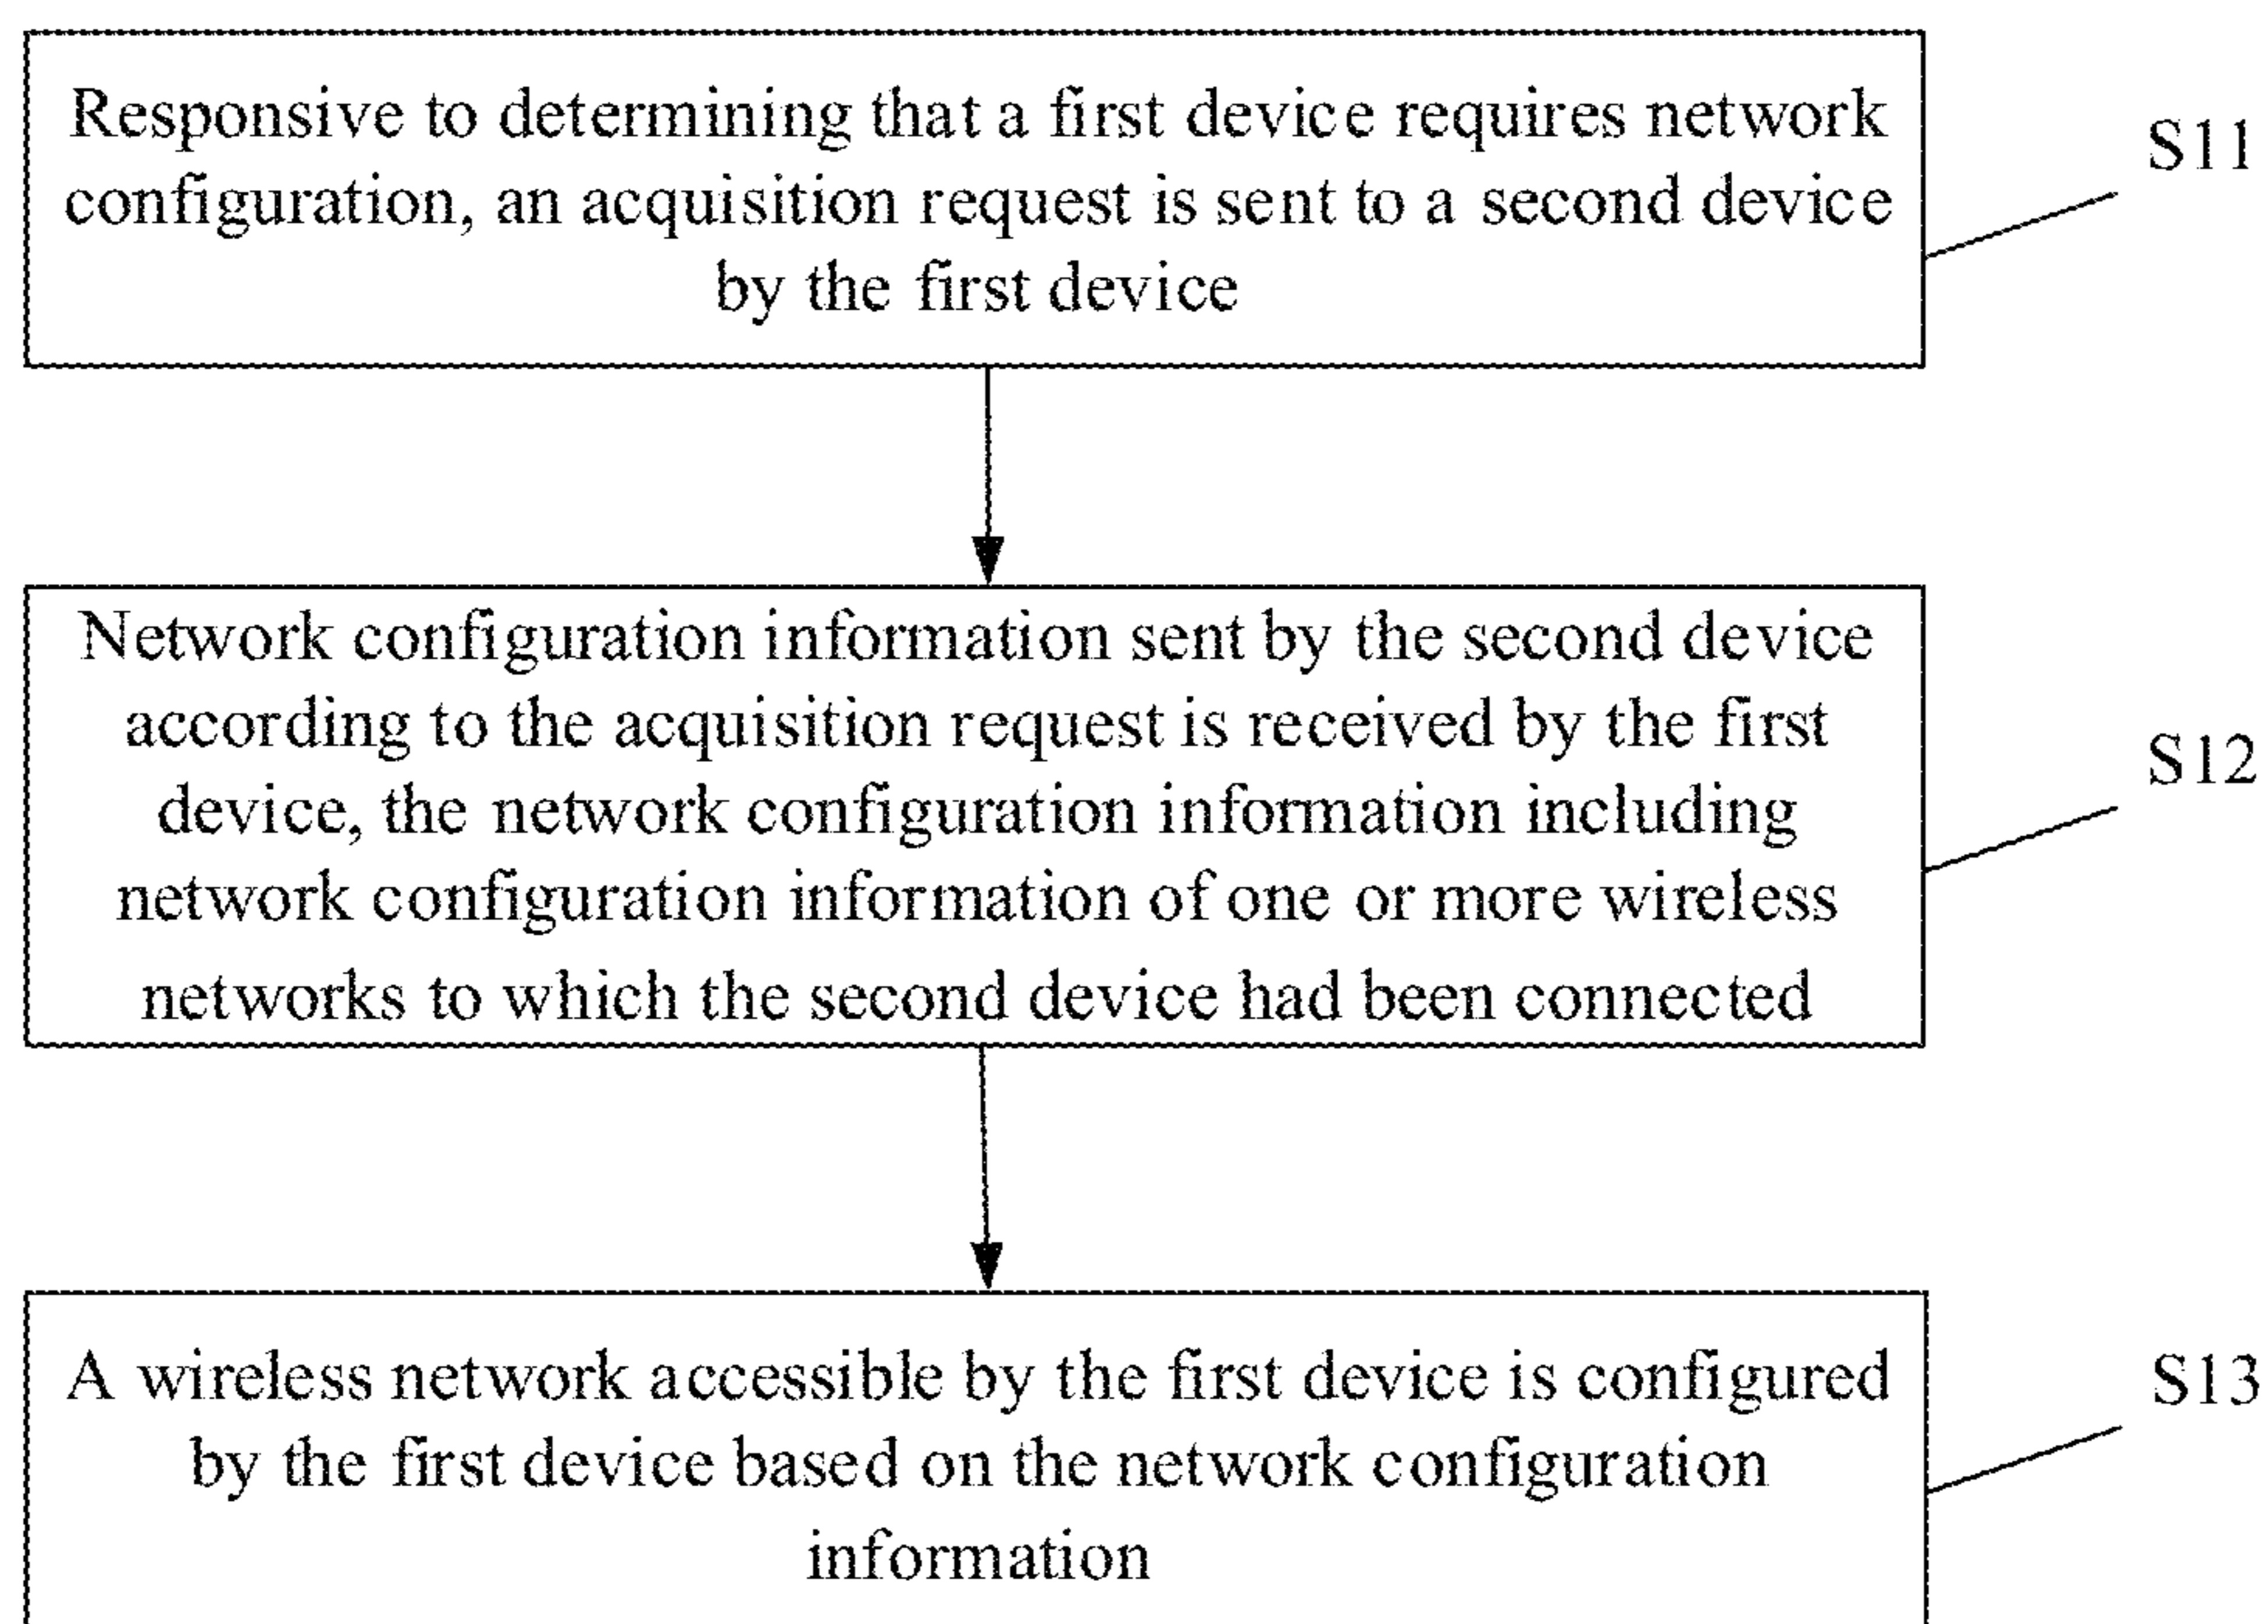 Responsive to determining that a first device requires network
configuration, an acquisition request is sent to a second device
by the first device
S11
Network configuration information sent by the second device
according to the acquisition request is received by the first
device, the network configuration information including
network configuration information of one or more wireless
networks to which the second device had been connected
S12
A wireless network accessible by the first device is configured
by the first device based on the network configuration
information
S13